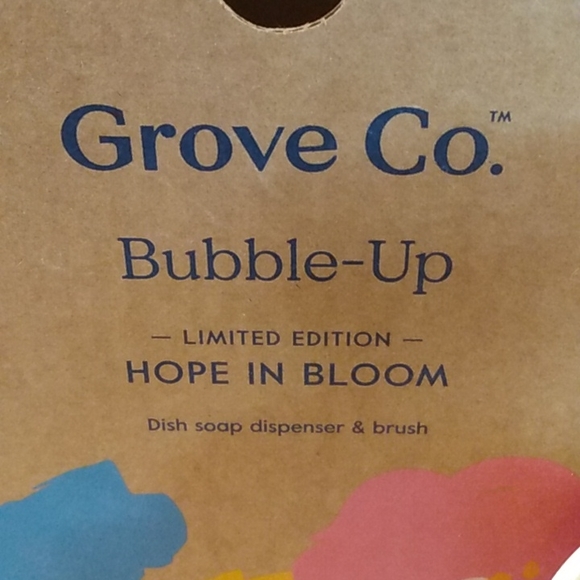 Grove Co.™
Bubble-Up
— LIMITED EDITION —
HOPE IN BLOOM
Dish soap dispenser & brush